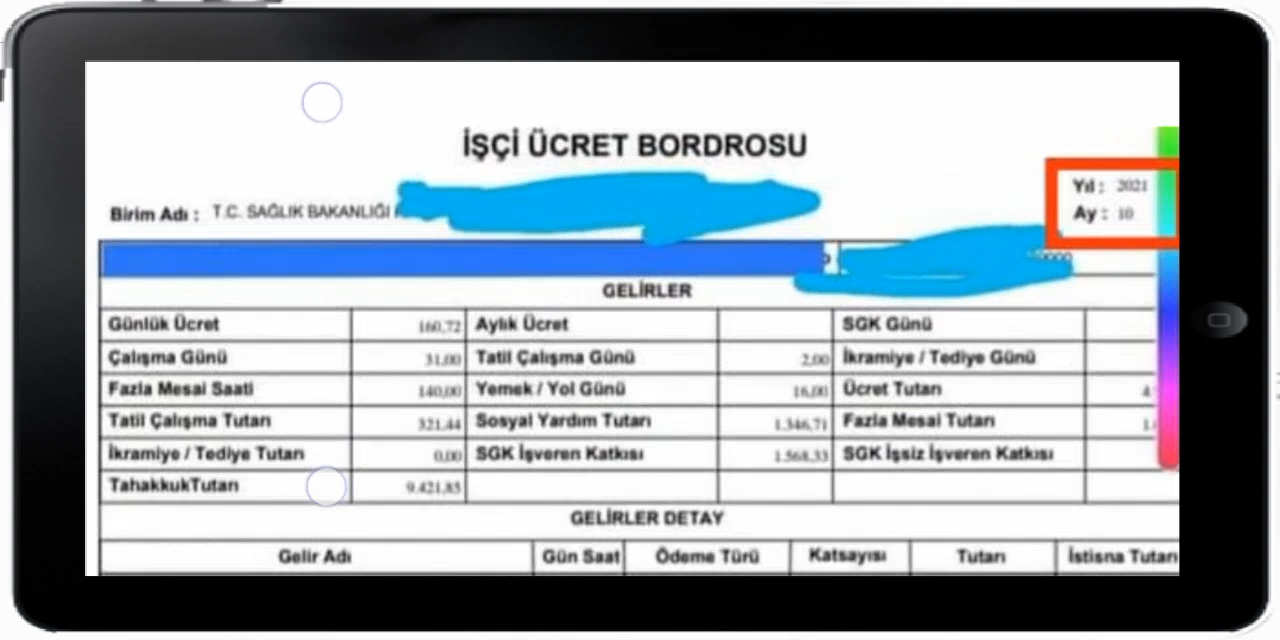 İŞÇİ ÜCRET BORDROSU
Yıl : 2021
Birim Adı : T.C. SAĞLIK BAKANLIĞI
Ay : 10
GELİRLER
Günlük Ücret 160,72 Aylık Ücret SGK Günü
Çalışma Günü 31,00 Tatil Çalışma Günü 2,00 İkramiye / Tediye Günü
Fazla Mesai Saati 140,00 Yemek / Yol Günü 16,00 Ücret Tutarı 4
Tatil Çalışma Tutarı 321,44 Sosyal Yardım Tutarı 1.346,71 Fazla Mesai Tutarı
İkramiye / Tediye Tutarı 0,00 SGK İşveren Katkısı 1.568,33 SGK İşsiz İşveren Katkısı
TahakkukTutarı 9.421,85
GELİRLER DETAY
Gelir Adı Gün Saat Ödeme Türü Katsayısı Tutarı İstisna Tutarı